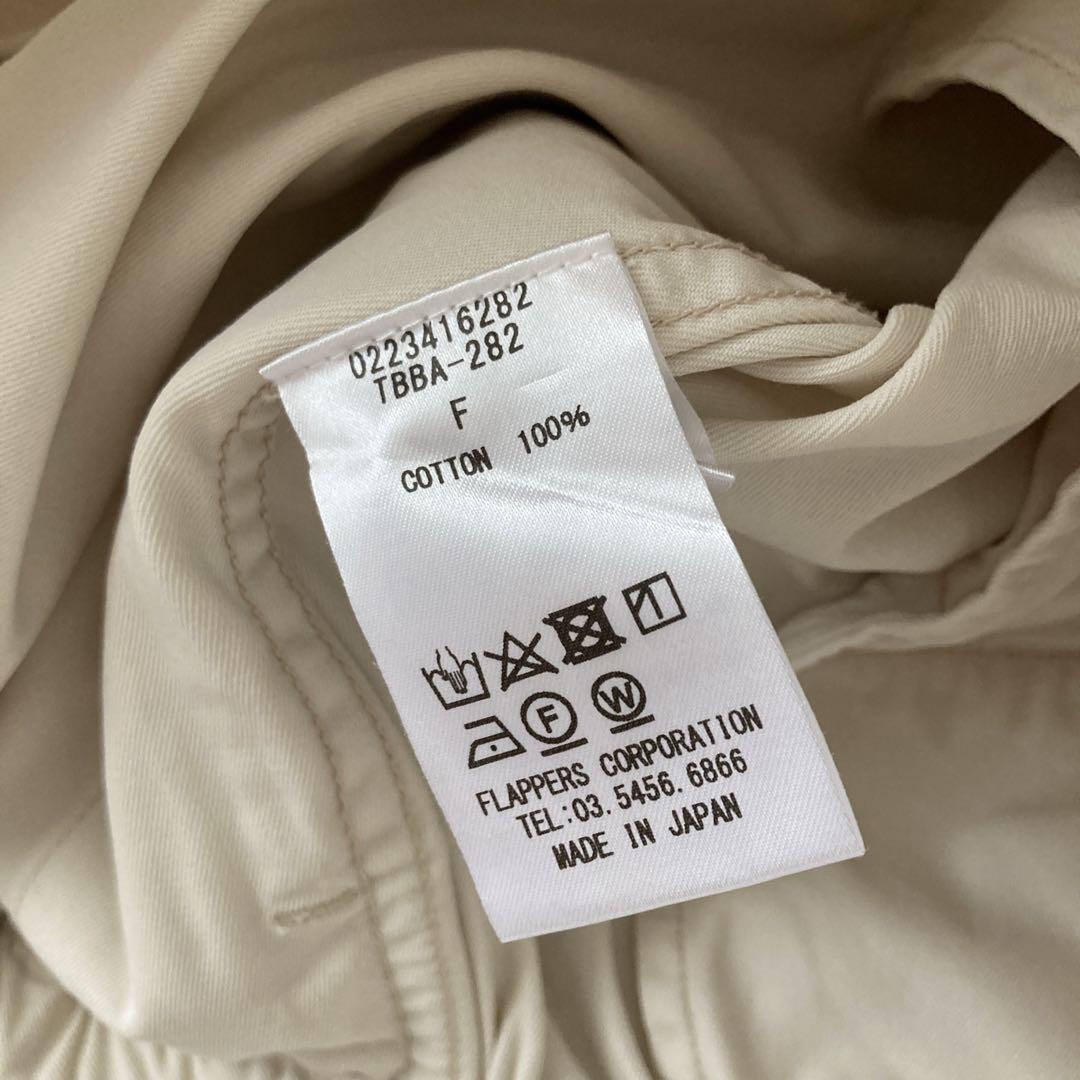 0223416282
TBBA-282
F
COTTON 100%
F W
FLAPPERS CORPORATION
TEL:03.5456.6866
MADE IN JAPAN